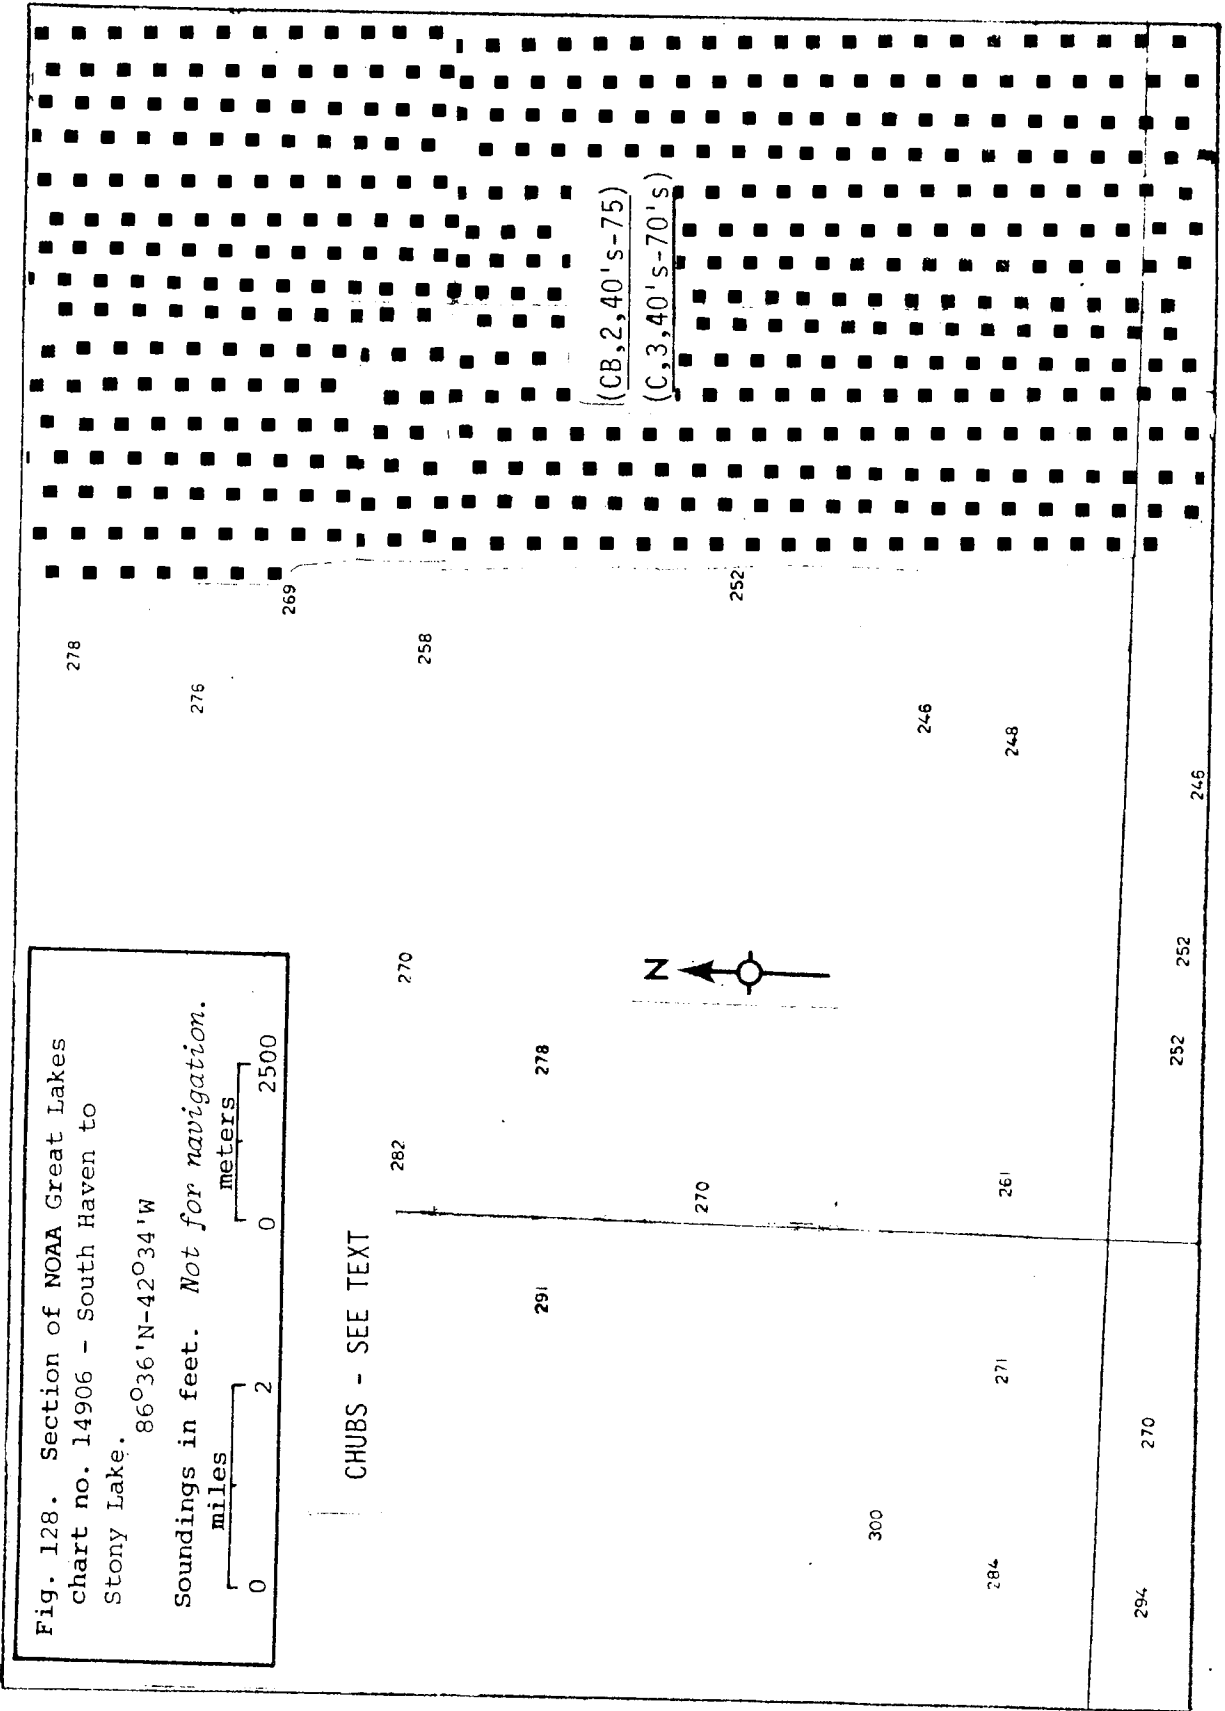 Fig. 128. Section of NOAA Great Lakes
chart no. 14906 - South Haven to
Stony Lake.
86°36'N-42°34'W
Soundings in feet. Not for navigation.
miles
meters
0
2
0
2500
CHUBS - SEE TEXT
(CB,2,40's-75)
(C,3,40's-70's)
N
278
276
269
258
252
282
270
291
278
270
246
248
246
300
284
271
261
294
270
252
252